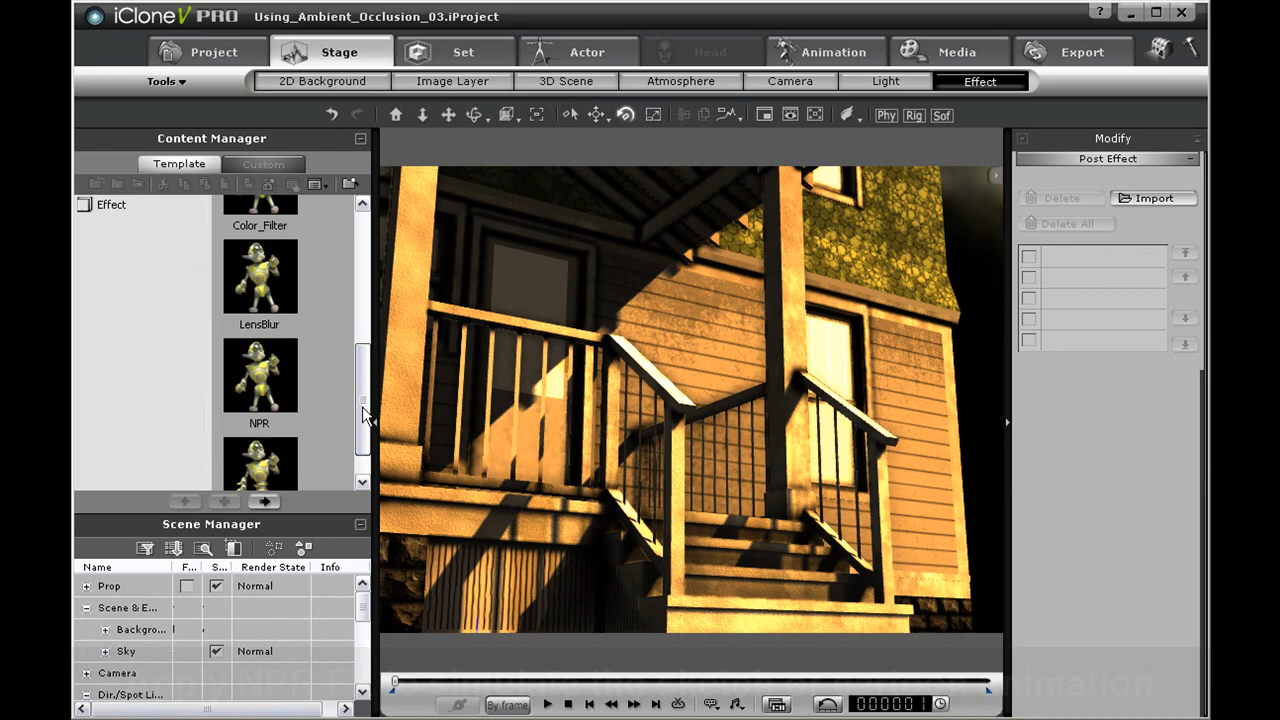 iClone V PRO Using_Ambient_Occlusion_03.iProject ?
Project Stage Set Actor Head Animation Media Export
Tools 2D Background Image Layer 3D Scene Atmosphere Camera Light Effect
Phy Rig Sof
Content Manager
Template Custom
Effect
Color_Filter
LensBlur
NPR
Scene Manager
Name F... S... Render State Info
Prop Normal
Scene & E...
Backgro...
Sky Normal
Camera
Dir./Spot Li...
Modify
Post Effect
Delete Import
Delete All
By frame 000001